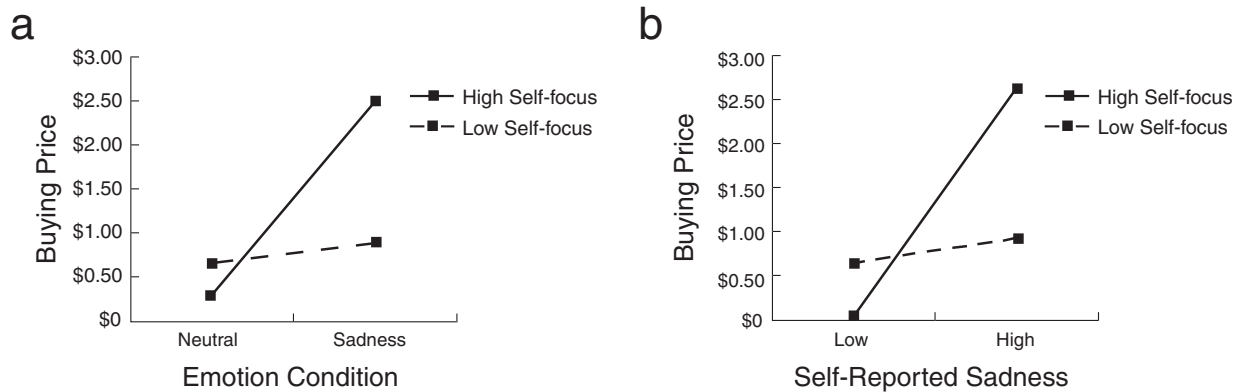 a
$3.00
$2.50
$2.00
$1.50
$1.00
$0.50
$0
Buying Price
High Self-focus
Low Self-focus
Neutral
Sadness
Emotion Condition
b
$3.00
$2.50
$2.00
$1.50
$1.00
$0.50
$0
Buying Price
High Self-focus
Low Self-focus
Low
High
Self-Reported Sadness